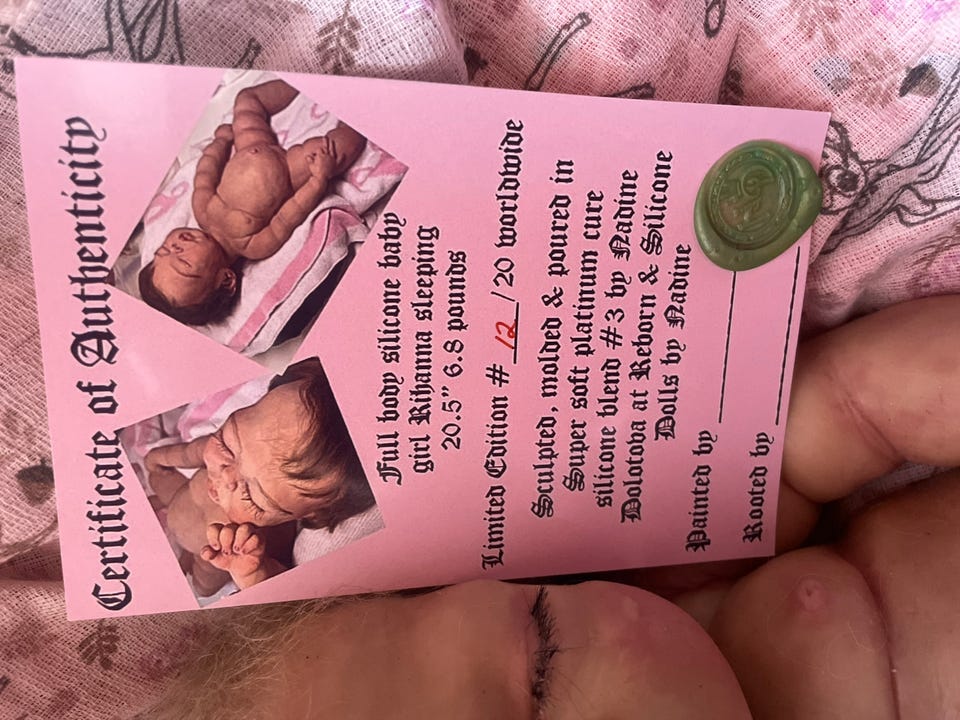 Certificate of Authenticity
Full body silicone baby
girl Rihanna sleeping
20.5" 6.8 pounds
Limited Edition # 12/20 worldwide
Sculpted, molded & poured in
Super soft platinum cure
silicone blend #3 by Nadine
Dolotova at Reborn & Silicone
Dolls by Nadine
Painted by
Rooted by